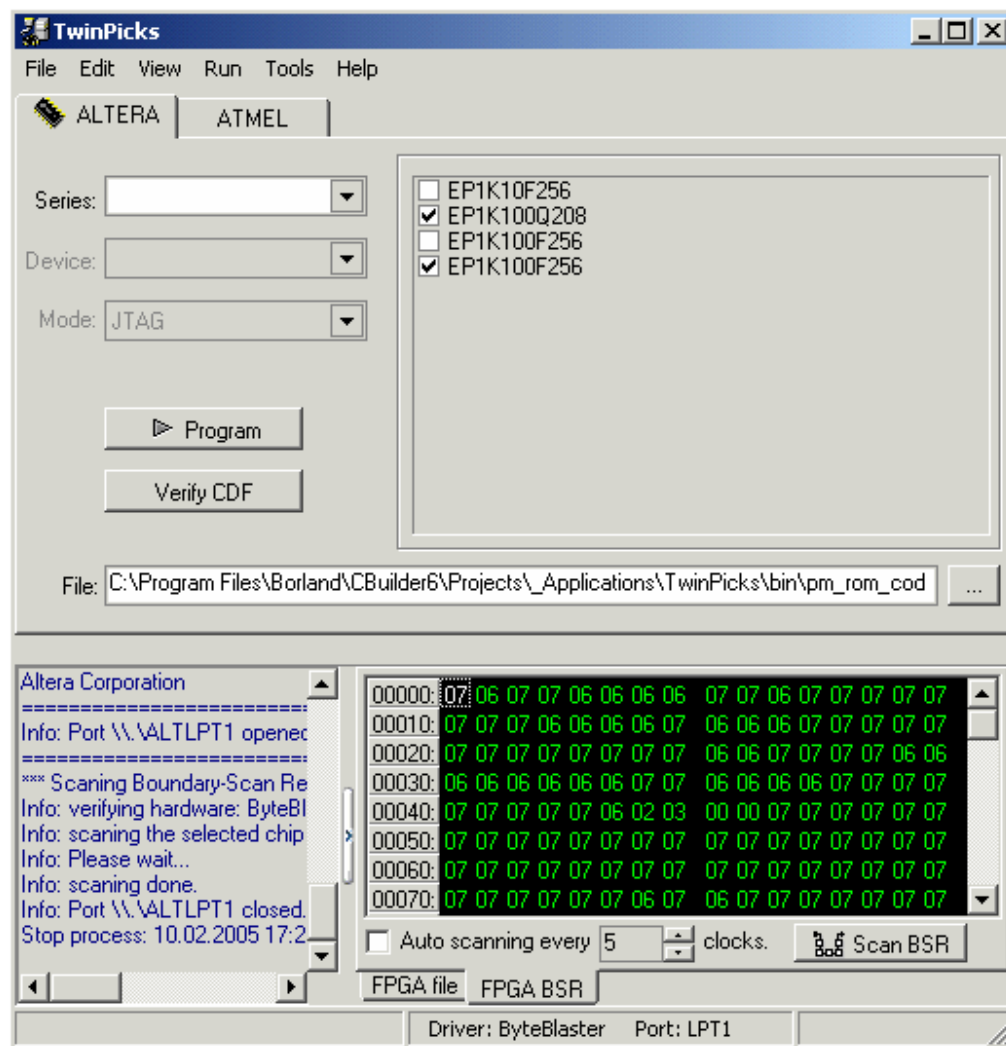 TwinPicks
File Edit View Run Tools Help
ALTERA ATMEL
Series:
Device:
Mode: JTAG
EP1K10F256
EP1K100Q208
EP1K100F256
EP1K100F256
Program
Verify CDF
File: C:\Program Files\Borland\CBuilder6\Projects\_Applications\TwinPicks\bin\pm_rom_cod ...
Altera Corporation
==========================
Info: Port \\.\ALTLPT1 opened
==========================
*** Scaning Boundary-Scan Re
Info: verifying hardware: ByteBl
Info: scaning the selected chip
Info: Please wait...
Info: scaning done.
Info: Port \\.\ALTLPT1 closed.
Stop process: 10.02.2005 17:2
00000: 07 06 07 07 06 06 06 06 07 07 06 07 07 07 07 07
00010: 07 07 07 06 06 06 07 06 06 06 06 07 06 07 07 07
00020: 07 07 07 07 07 07 07 07 06 06 07 07 07 07 06 06
00030: 06 06 06 06 06 06 07 07 06 06 06 06 07 07 07 07
00040: 07 07 07 07 07 06 02 03 00 00 07 07 07 07 07 07
00050: 07 07 07 07 07 07 07 07 07 07 07 07 07 07 07 07
00060: 07 07 07 07 07 07 07 07 07 07 07 07 07 07 07 07
00070: 07 07 07 07 07 07 06 07 06 07 07 07 07 07 07 07
Auto scanning every 5 clocks. Scan BSR
FPGA file FPGA BSR
Driver: ByteBlaster Port: LPT1